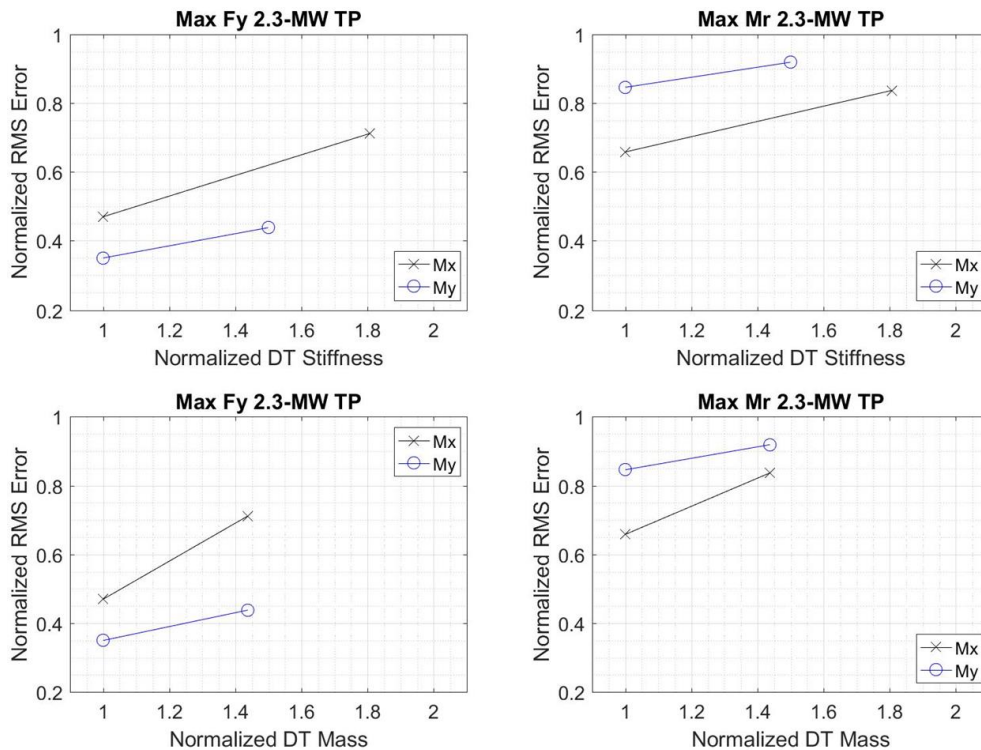 Max Fy 2.3-MW TP
Normalized RMS Error
1
0.8
0.6
0.4
0.2
1 1.2 1.4 1.6 1.8 2
Normalized DT Stiffness
Mx
My
Max Mr 2.3-MW TP
Normalized RMS Error
1
0.8
0.6
0.4
0.2
1 1.2 1.4 1.6 1.8 2
Normalized DT Stiffness
Mx
My
Max Fy 2.3-MW TP
Normalized RMS Error
1
0.8
0.6
0.4
0.2
1 1.2 1.4 1.6 1.8 2
Normalized DT Mass
Mx
My
Max Mr 2.3-MW TP
Normalized RMS Error
1
0.8
0.6
0.4
0.2
1 1.2 1.4 1.6 1.8 2
Normalized DT Mass
Mx
My